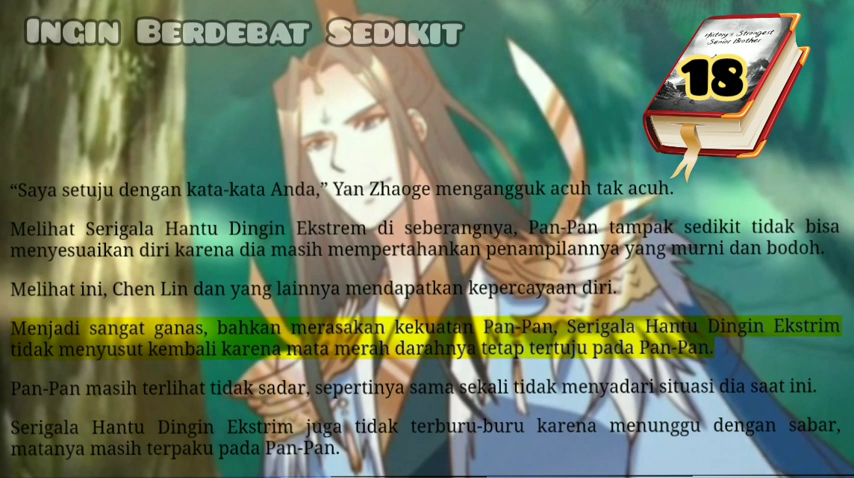 Ingin Berdebat Sedikit
History's Strongest
Senior Brother
18
“Saya setuju dengan kata-kata Anda,” Yan Zhaoge mengangguk acuh tak acuh.
Melihat Serigala Hantu Dingin Ekstrem di seberangnya, Pan-Pan tampak sedikit tidak bisa
menyesuaikan diri karena dia masih mempertahankan penampilannya yang murni dan bodoh.
Melihat ini, Chen Lin dan yang lainnya mendapatkan kepercayaan diri.
Menjadi sangat ganas, bahkan merasakan kekuatan Pan-Pan, Serigala Hantu Dingin Ekstrim
tidak menyusut kembali karena mata merah darahnya tetap tertuju pada Pan-Pan.
Pan-Pan masih terlihat tidak sadar, sepertinya sama sekali tidak menyadari situasi dia saat ini.
Serigala Hantu Dingin Ekstrim juga tidak terburu-buru karena menunggu dengan sabar,
matanya masih terpaku pada Pan-Pan.